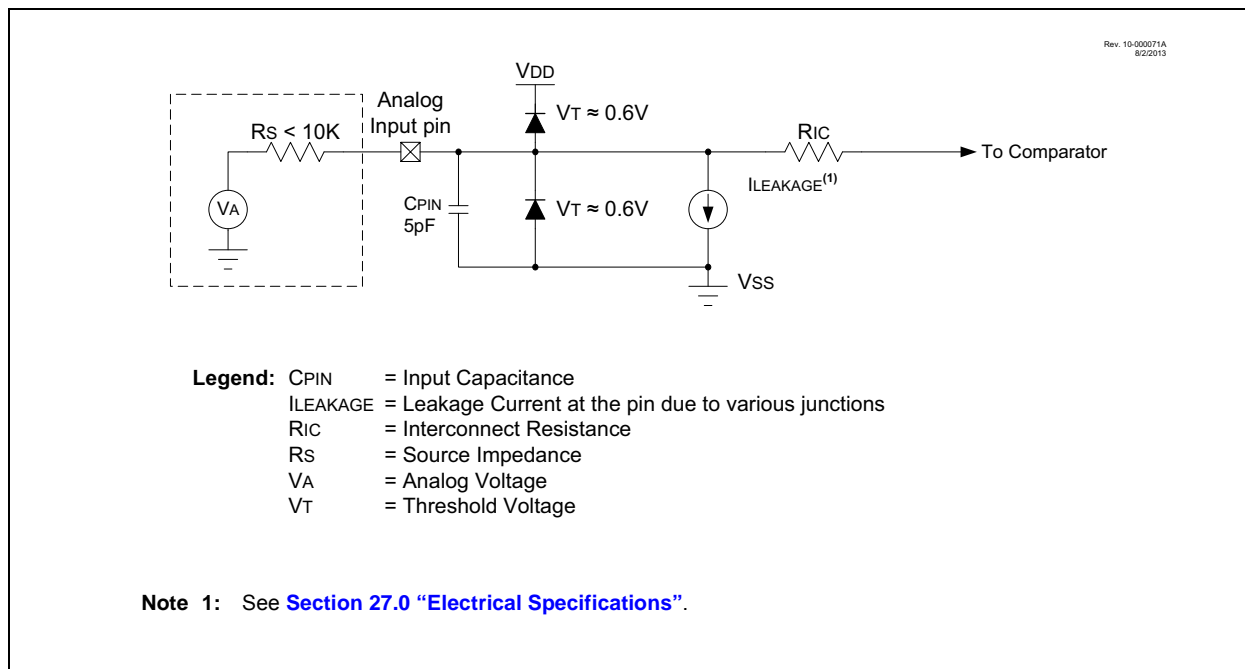 Rev. 10-000071A
8/2/2013
VDD
Analog
Input pin
VT ≈ 0.6V
RS < 10K
RIC
To Comparator
ILEAKAGE(1)
VA
CPIN
5pF
VT ≈ 0.6V
VSS
Legend: CPIN = Input Capacitance
ILEAKAGE = Leakage Current at the pin due to various junctions
RIC = Interconnect Resistance
RS = Source Impedance
VA = Analog Voltage
VT = Threshold Voltage
Note 1: See Section 27.0 “Electrical Specifications”.